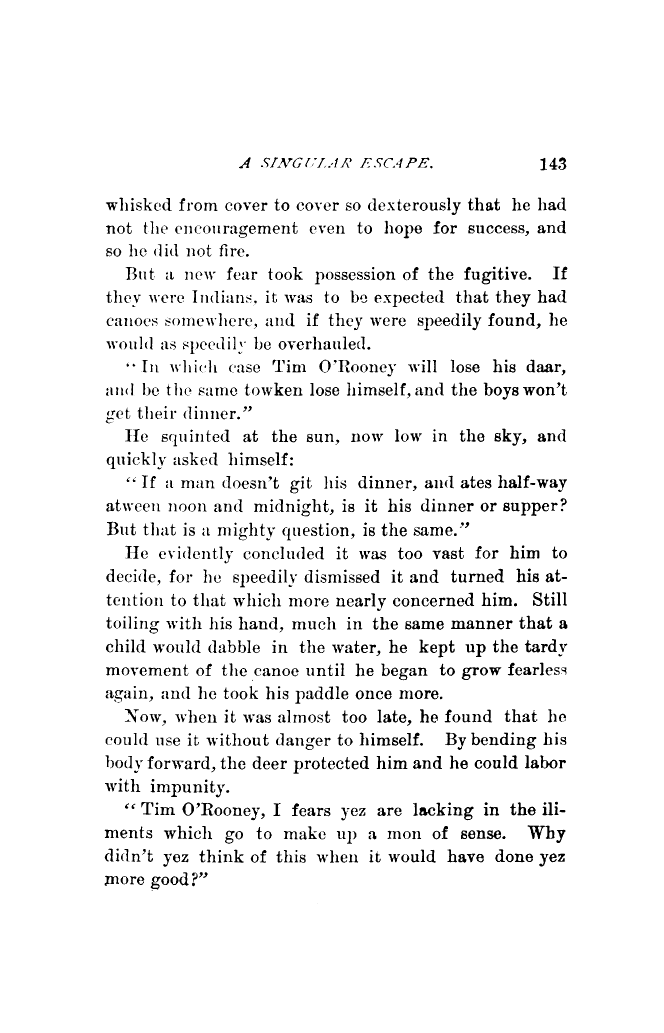 A SINGULAR ESCAPE. 143
whisked from cover to cover so dexterously that he had
not the encouragement even to hope for success, and
so he did not fire.
But a new fear took possession of the fugitive. If
they were Indians, it was to be expected that they had
canoes somewhere, and if they were speedily found, he
would as speedily be overhauled.
"In which case Tim O'Rooney will lose his daar,
and be the same towken lose himself, and the boys won't
get their dinner."
He squinted at the sun, now low in the sky, and
quickly asked himself:
"If a man doesn't git his dinner, and ates half-way
atween noon and midnight, is it his dinner or supper?
But that is a mighty question, is the same."
He evidently concluded it was too vast for him to
decide, for he speedily dismissed it and turned his at-
tention to that which more nearly concerned him. Still
toiling with his hand, much in the same manner that a
child would dabble in the water, he kept up the tardy
movement of the canoe until he began to grow fearless
again, and he took his paddle once more.
Now, when it was almost too late, he found that he
could use it without danger to himself. By bending his
body forward, the deer protected him and he could labor
with impunity.
"Tim O'Rooney, I fears yez are lacking in the ili-
ments which go to make up a mon of sense. Why
didn't yez think of this when it would have done yez
more good?"